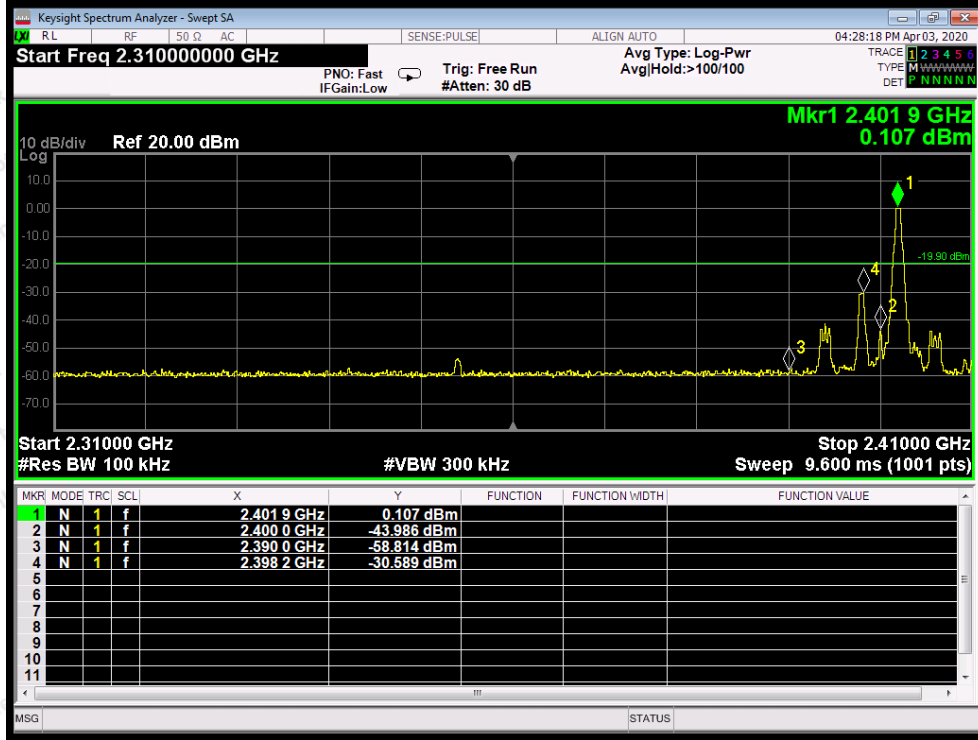 Keysight Spectrum Analyzer - Swept SA
LXI RL RF 50 Ω AC SENSE:PULSE ALIGN AUTO 04:28:18 PM Apr 03, 2020
Start Freq 2.310000000 GHz
PNO: Fast
IFGain:Low
Trig: Free Run
#Atten: 30 dB
Avg Type: Log-Pwr
Avg|Hold:>100/100
TRACE 1 2 3 4 5 6
TYPE M WWWWW
DET P N N N N N
Mkr1 2.401 9 GHz
0.107 dBm
10 dB/div Ref 20.00 dBm
Log
10.0
0.00
-10.0
-20.0
-30.0
-40.0
-50.0
-60.0
-70.0
1
-19.90 dBm
4
2
3
Start 2.31000 GHz Stop 2.41000 GHz
#Res BW 100 kHz #VBW 300 kHz Sweep 9.600 ms (1001 pts)
MKR MODE TRC SCL X Y FUNCTION FUNCTION WIDTH FUNCTION VALUE
1 N 1 f 2.401 9 GHz 0.107 dBm
2 N 1 f 2.400 0 GHz -43.986 dBm
3 N 1 f 2.390 0 GHz -58.814 dBm
4 N 1 f 2.398 2 GHz -30.589 dBm
5
6
7
8
9
10
11
MSG STATUS